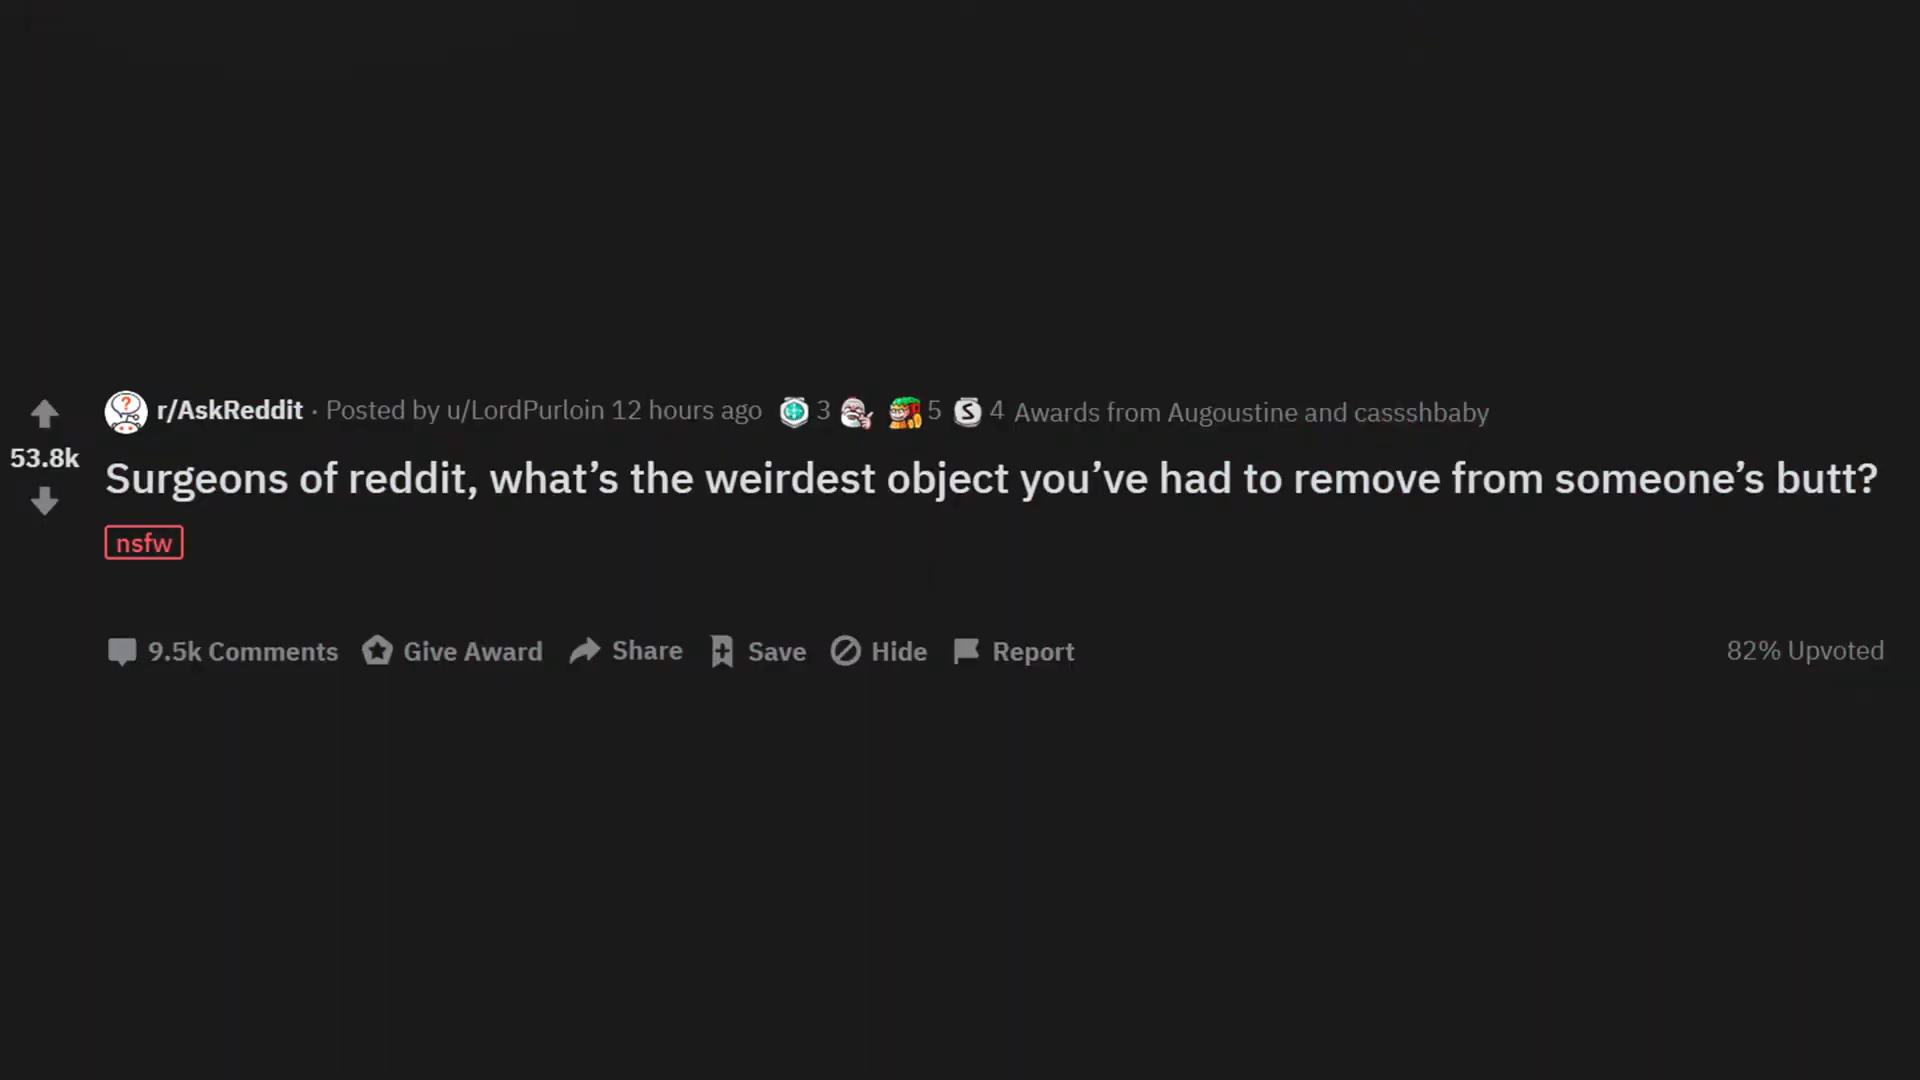 r/AskReddit · Posted by u/LordPurloin 12 hours ago 3 5 S 4 Awards from Augoustine and cassshbaby
53.8k
Surgeons of reddit, what’s the weirdest object you’ve had to remove from someone’s butt?
nsfw
9.5k Comments Give Award Share Save Hide Report 82% Upvoted